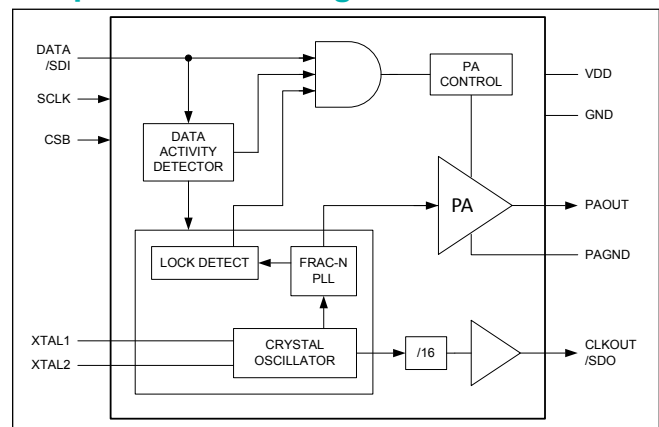 DATA
/SDI
SCLK
CSB
DATA
ACTIVITY
DETECTOR
PA
CONTROL
VDD
GND
PA
PAOUT
PAGND
LOCK DETECT
FRAC-N
PLL
XTAL1
XTAL2
CRYSTAL
OSCILLATOR
/16
CLKOUT
/SDO